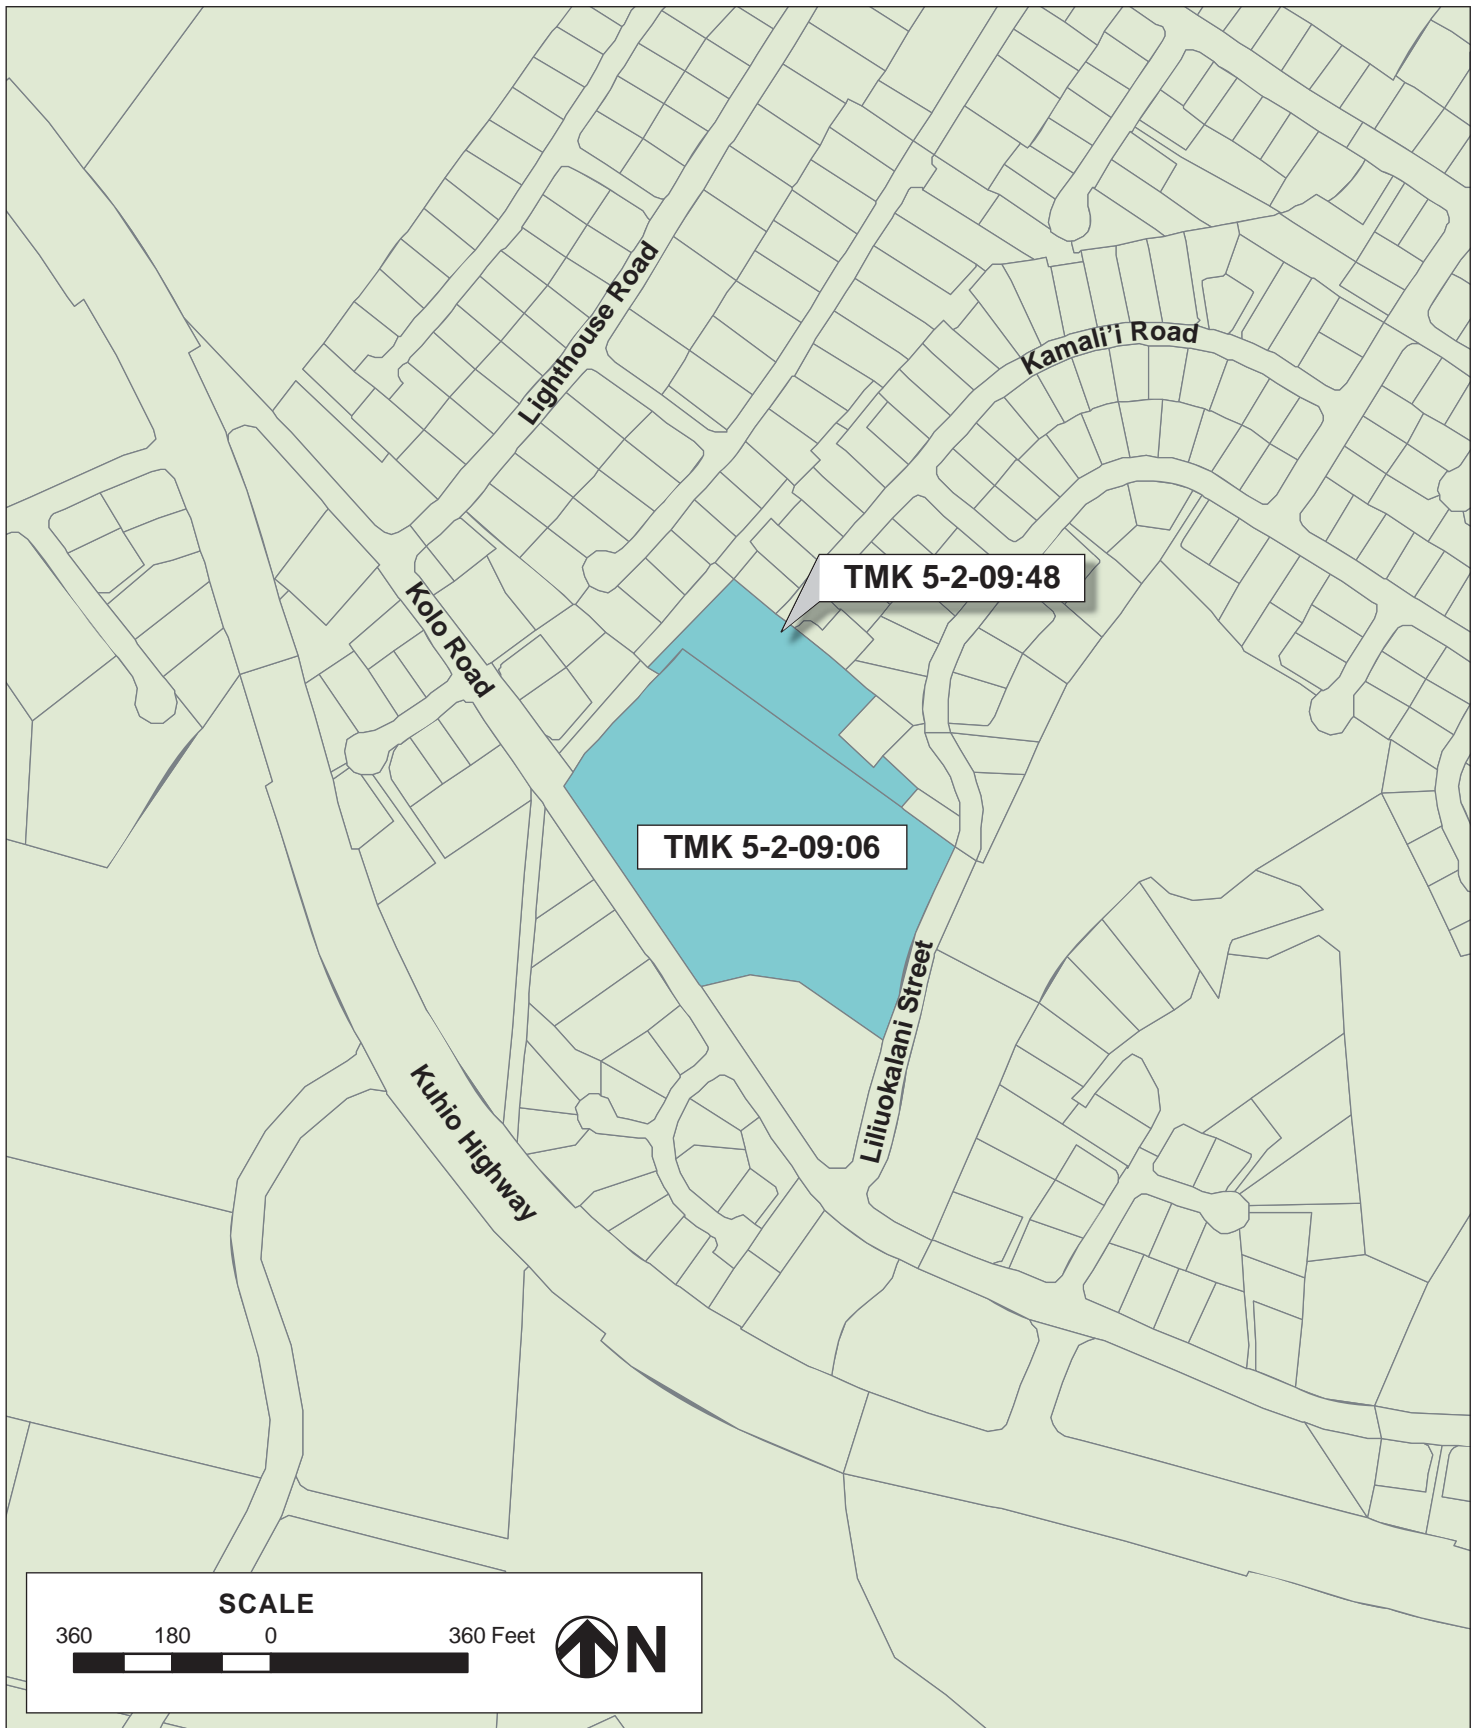 Lighthouse Road
Kamali'i Road
TMK 5-2-09:48
Kolo Road
TMK 5-2-09:06
Liliuokalani Street
Kuhio Highway
SCALE
360 180 0 360 Feet
N